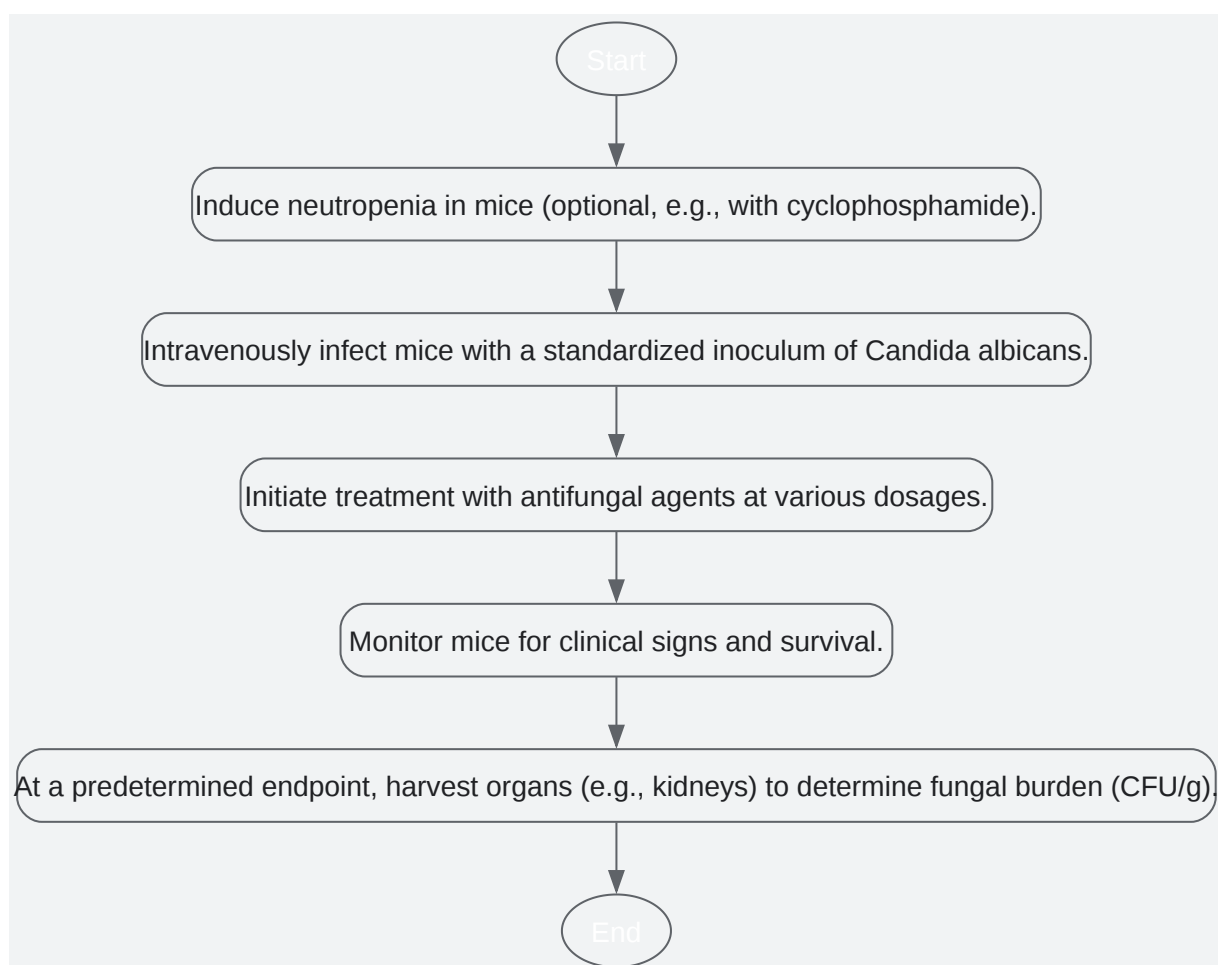 Start
Induce neutropenia in mice (optional, e.g., with cyclophosphamide).
Intravenously infect mice with a standardized inoculum of Candida albicans.
Initiate treatment with antifungal agents at various dosages.
Monitor mice for clinical signs and survival.
At a predetermined endpoint, harvest organs (e.g., kidneys) to determine fungal burden (CFU/g).
End